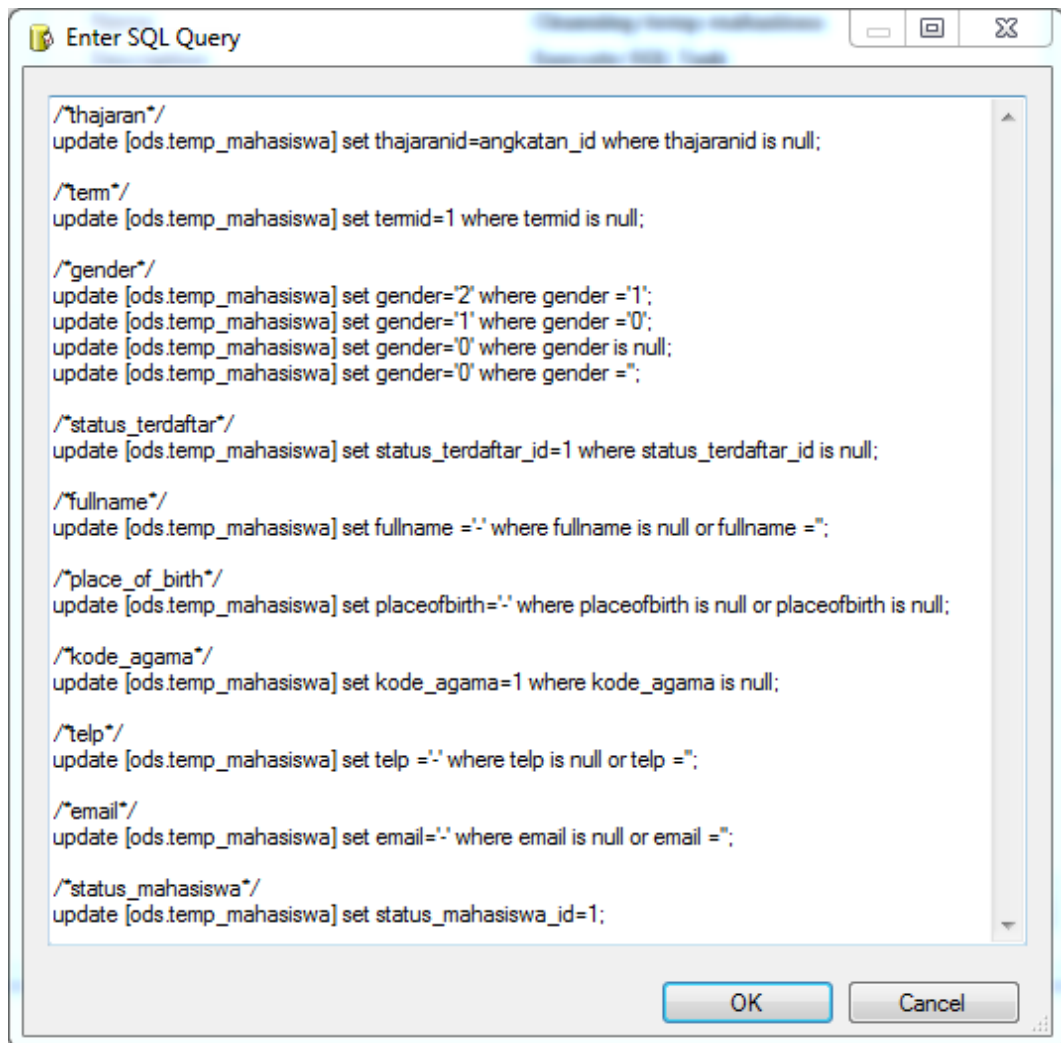 Enter SQL Query
/*thajaran*/
update [ods.temp_mahasiswa] set thajaranid=angkatan_id where thajaranid is null;
/*term*/
update [ods.temp_mahasiswa] set termid=1 where termid is null;
/*gender*/
update [ods.temp_mahasiswa] set gender='2' where gender ='1';
update [ods.temp_mahasiswa] set gender='1' where gender ='0';
update [ods.temp_mahasiswa] set gender='0' where gender is null;
update [ods.temp_mahasiswa] set gender='0' where gender ='';
/*status_terdaftar*/
update [ods.temp_mahasiswa] set status_terdaftar_id=1 where status_terdaftar_id is null;
/*fullname*/
update [ods.temp_mahasiswa] set fullname ='-' where fullname is null or fullname ='';
/*place_of_birth*/
update [ods.temp_mahasiswa] set placeofbirth='-' where placeofbirth is null or placeofbirth is null;
/*kode_agama*/
update [ods.temp_mahasiswa] set kode_agama=1 where kode_agama is null;
/*telp*/
update [ods.temp_mahasiswa] set telp ='-' where telp is null or telp ='';
/*email*/
update [ods.temp_mahasiswa] set email='-' where email is null or email ='';
/*status_mahasiswa*/
update [ods.temp_mahasiswa] set status_mahasiswa_id=1;
OK Cancel